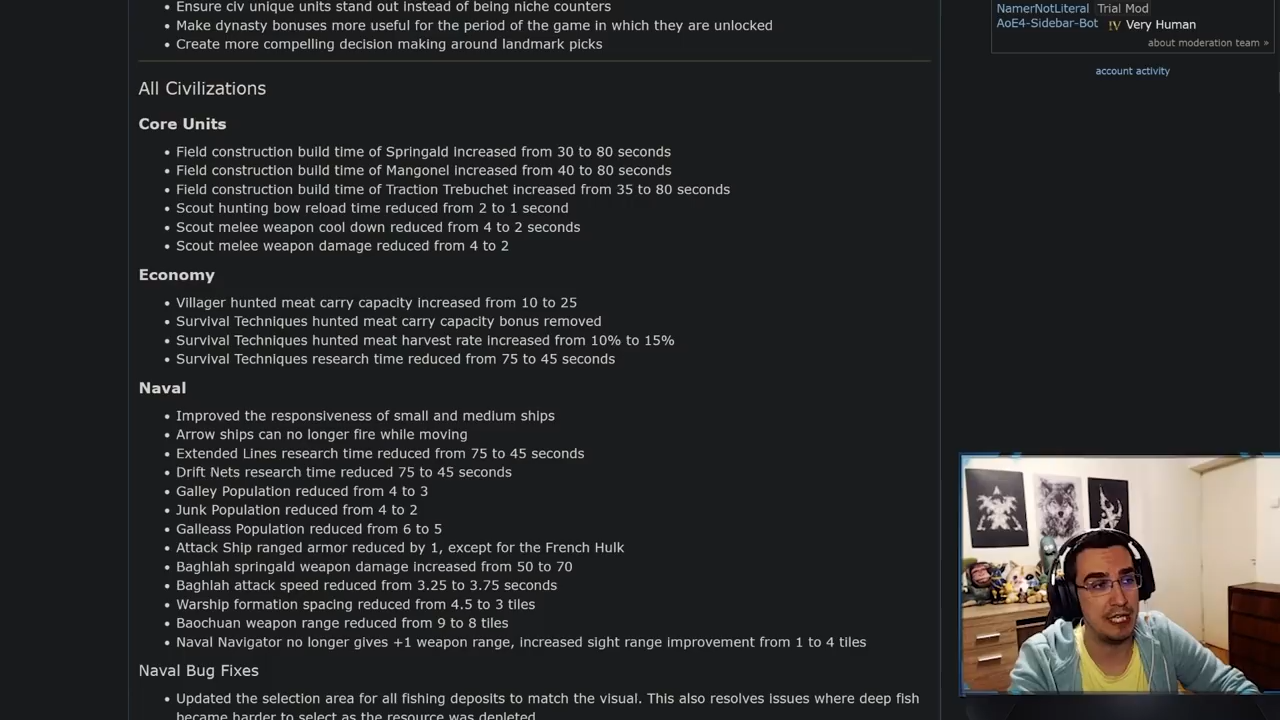 Ensure civ unique units stand out instead of being niche counters
Make dynasty bonuses more useful for the period of the game in which they are unlocked
Create more compelling decision making around landmark picks
NamerNotLiteral Trial Mod
AoE4-Sidebar-Bot IV Very Human
about moderation team »
account activity
All Civilizations
Core Units
Field construction build time of Springald increased from 30 to 80 seconds
Field construction build time of Mangonel increased from 40 to 80 seconds
Field construction build time of Traction Trebuchet increased from 35 to 80 seconds
Scout hunting bow reload time reduced from 2 to 1 second
Scout melee weapon cool down reduced from 4 to 2 seconds
Scout melee weapon damage reduced from 4 to 2
Economy
Villager hunted meat carry capacity increased from 10 to 25
Survival Techniques hunted meat carry capacity bonus removed
Survival Techniques hunted meat harvest rate increased from 10% to 15%
Survival Techniques research time reduced from 75 to 45 seconds
Naval
Improved the responsiveness of small and medium ships
Arrow ships can no longer fire while moving
Extended Lines research time reduced from 75 to 45 seconds
Drift Nets research time reduced 75 to 45 seconds
Galley Population reduced from 4 to 3
Junk Population reduced from 4 to 2
Galleass Population reduced from 6 to 5
Attack Ship ranged armor reduced by 1, except for the French Hulk
Baghlah springald weapon damage increased from 50 to 70
Baghlah attack speed reduced from 3.25 to 3.75 seconds
Warship formation spacing reduced from 4.5 to 3 tiles
Baochuan weapon range reduced from 9 to 8 tiles
Naval Navigator no longer gives +1 weapon range, increased sight range improvement from 1 to 4 tiles
Naval Bug Fixes
Updated the selection area for all fishing deposits to match the visual. This also resolves issues where deep fish
became harder to select as the resource was depleted